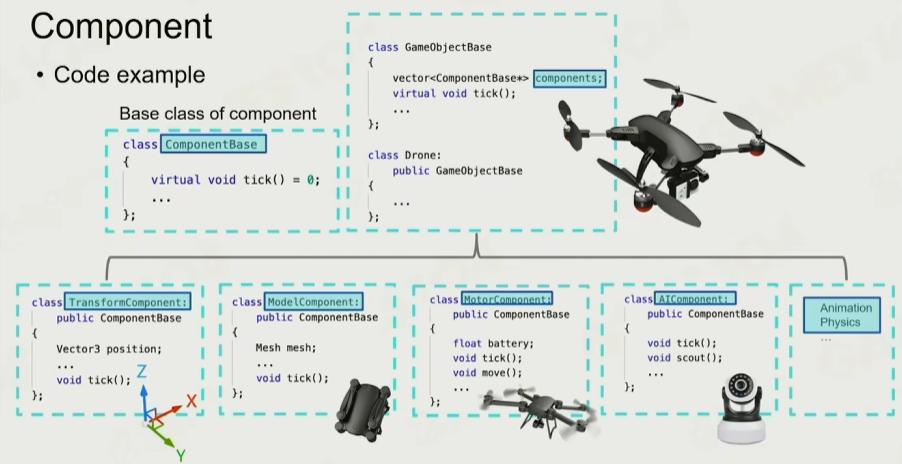 Component
• Code example
Base class of component
class ComponentBase
{
virtual void tick() = 0;
...
};
class GameObjectBase
{
vector<ComponentBase*> components;
virtual void tick();
...
};
class Drone:
public GameObjectBase
{
...
};
class TransformComponent:
public ComponentBase
{
Vector3 position;
...
void tick();
};
Z
X
Y
class ModelComponent:
public ComponentBase
{
Mesh mesh;
...
void tick();
};
class MotorComponent:
public ComponentBase
{
float battery;
void tick();
void move();
...
};
class AIComponent:
public ComponentBase
{
void tick();
void scout();
...
};
Animation
Physics
...